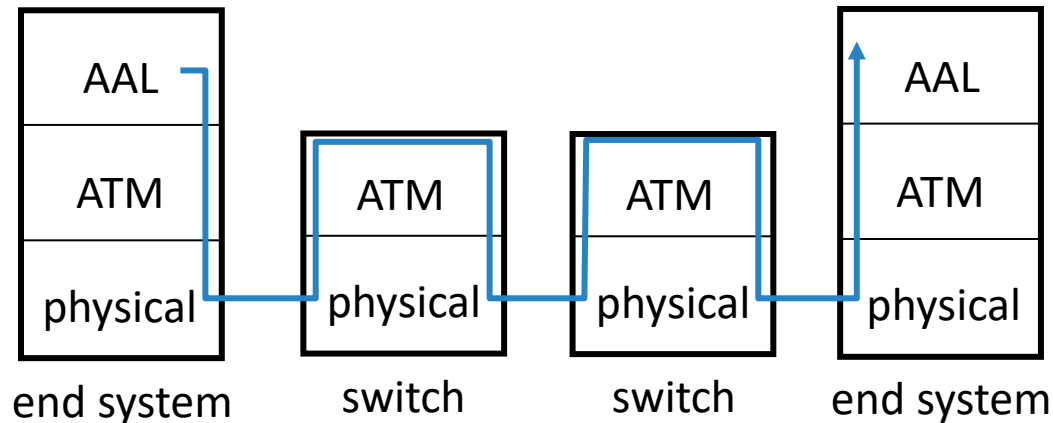 AAL
ATM
physical
end system
ATM
physical
switch
ATM
physical
switch
AAL
ATM
physical
end system